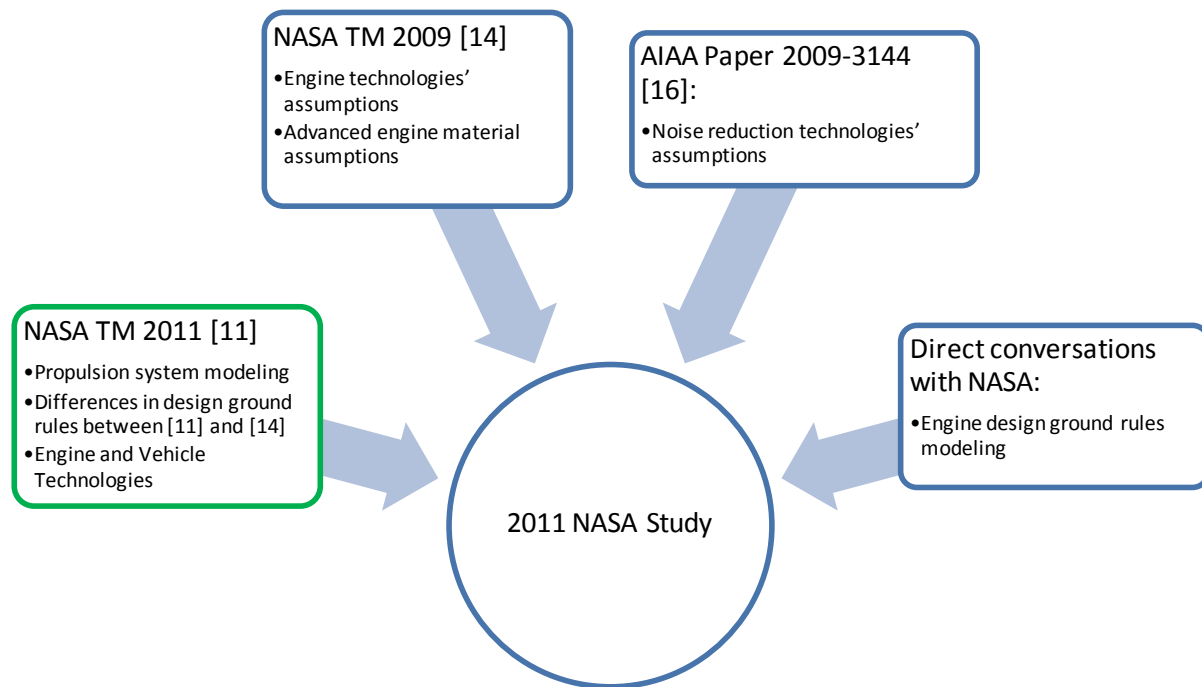 NASA TM 2009 [14]
•Engine technologies’
assumptions
•Advanced engine material
assumptions
AIAA Paper 2009-3144
[16]:
•Noise reduction technologies’
assumptions
NASA TM 2011 [11]
•Propulsion system modeling
•Differences in design ground
rules between [11] and [14]
•Engine and Vehicle
Technologies
Direct conversations
with NASA:
•Engine design ground rules
modeling
2011 NASA Study